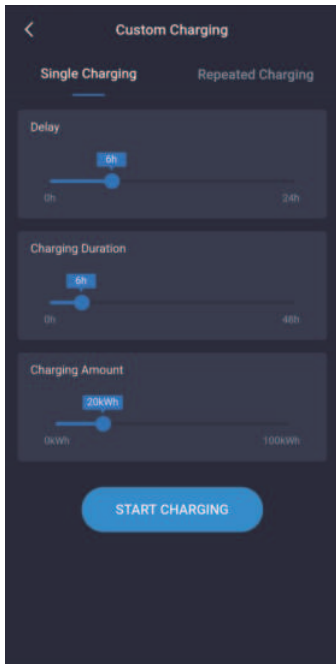 Custom Charging
Single Charging Repeated Charging
Delay
6h
0h 24h
Charging Duration
6h
0h 48h
Charging Amount
20kWh
0kWh 100kWh
START CHARGING